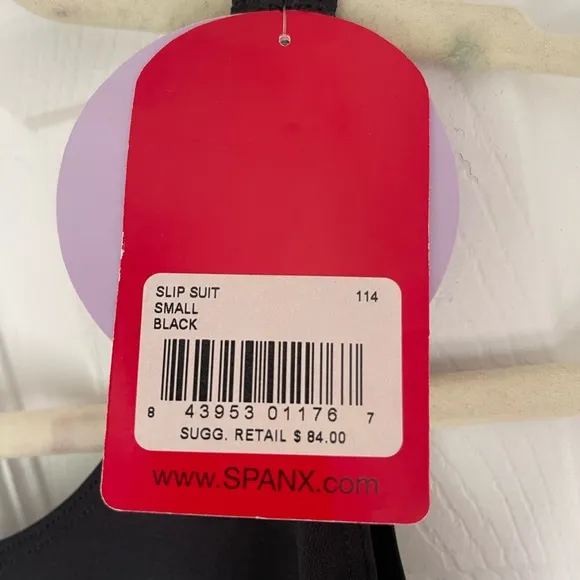 SLIP SUIT 114
SMALL
BLACK
8 43953 01176 7
SUGG. RETAIL $ 84.00
www.SPANX.com